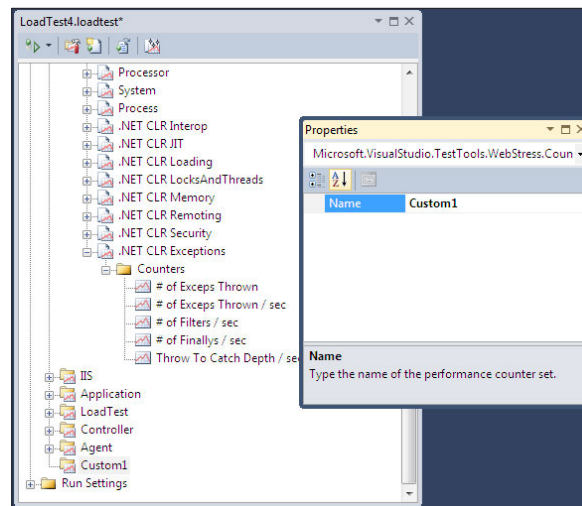 LoadTest4.loadtest*
Processor
System
Process
.NET CLR Interop
.NET CLR JIT
.NET CLR Loading
.NET CLR LocksAndThreads
.NET CLR Memory
.NET CLR Remoting
.NET CLR Security
.NET CLR Exceptions
Counters
# of Exceps Thrown
# of Exceps Thrown / sec
# of Filters / sec
# of Finallys / sec
Throw To Catch Depth / sec
IIS
Application
LoadTest
Controller
Agent
Custom1
Run Settings
Properties
Microsoft.VisualStudio.TestTools.WebStress.Coun
Name Custom1
Name
Type the name of the performance counter set.